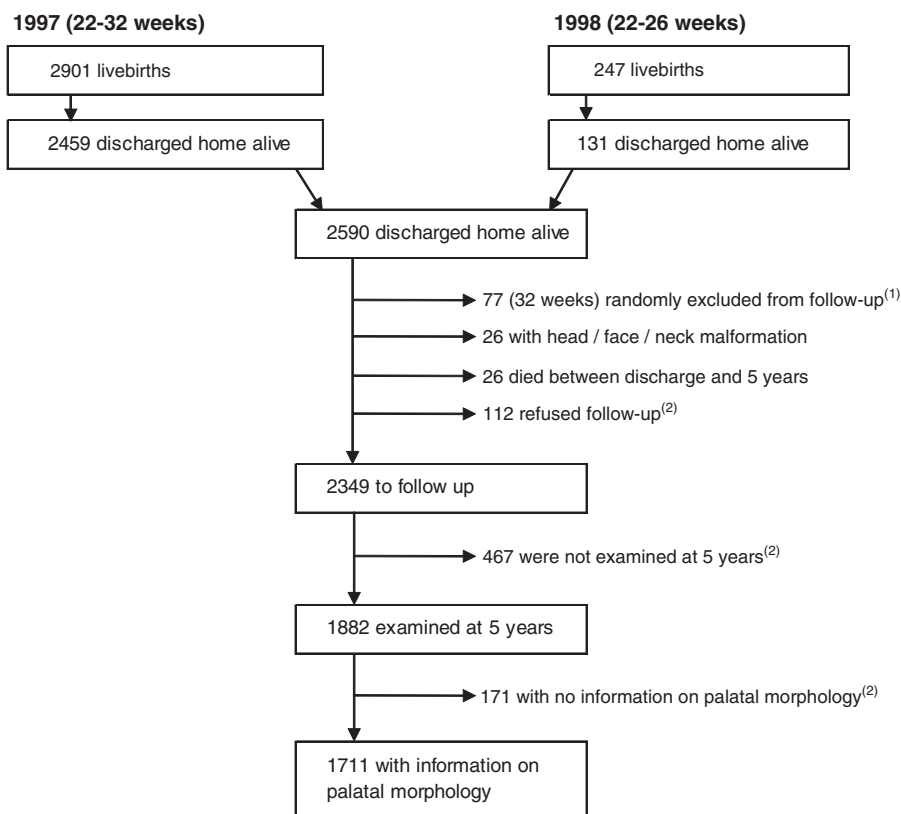 1997 (22-32 weeks)
1998 (22-26 weeks)
2901 livebirths
247 livebirths
2459 discharged home alive
131 discharged home alive
2590 discharged home alive
77 (32 weeks) randomly excluded from follow-up(1)
26 with head / face / neck malformation
26 died between discharge and 5 years
112 refused follow-up(2)
2349 to follow up
467 were not examined at 5 years(2)
1882 examined at 5 years
171 with no information on palatal morphology(2)
1711 with information on
palatal morphology